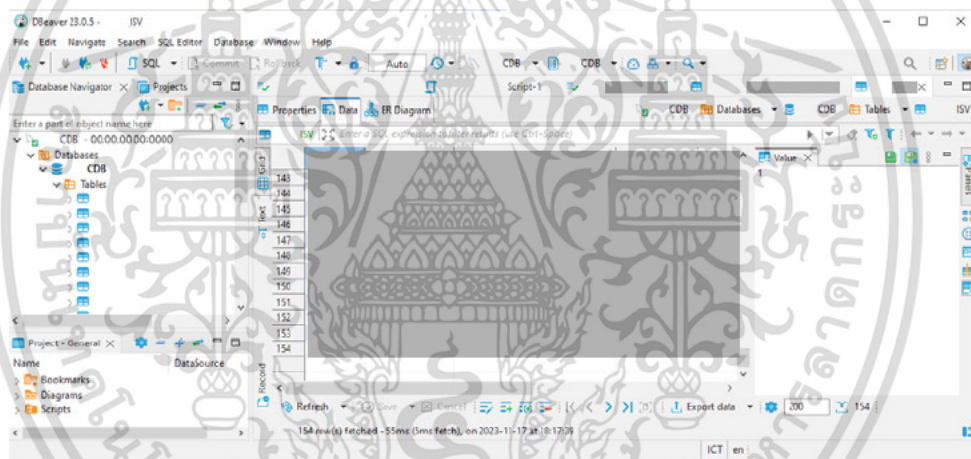 DBeaver 23.0.5 - JSV
File Edit Navigate Search SQL Editor Database Window Help
SQL Commit Rollback Auto CDB CDB
Database Navigator Projects Script-1
Properties Data ER Diagram CDB Databases CDB Tables ISV
Enter a part of object name here
ISV Enter a SQL expression to filter results (use Ctrl+Space)
CDB - 00.00.00.00:0000
Databases
CDB
Tables
Grid
Text
Record
143
144
145
146
147
148
149
150
151
152
153
154
Value
1
Panels
Project - General
Name DataSource
Bookmarks
Diagrams
Scripts
Refresh Save Cancel Export data 200 154
154 row(s) fetched - 55ms (5ms fetch), on 2023-11-17 at 18:17:39
ICT en